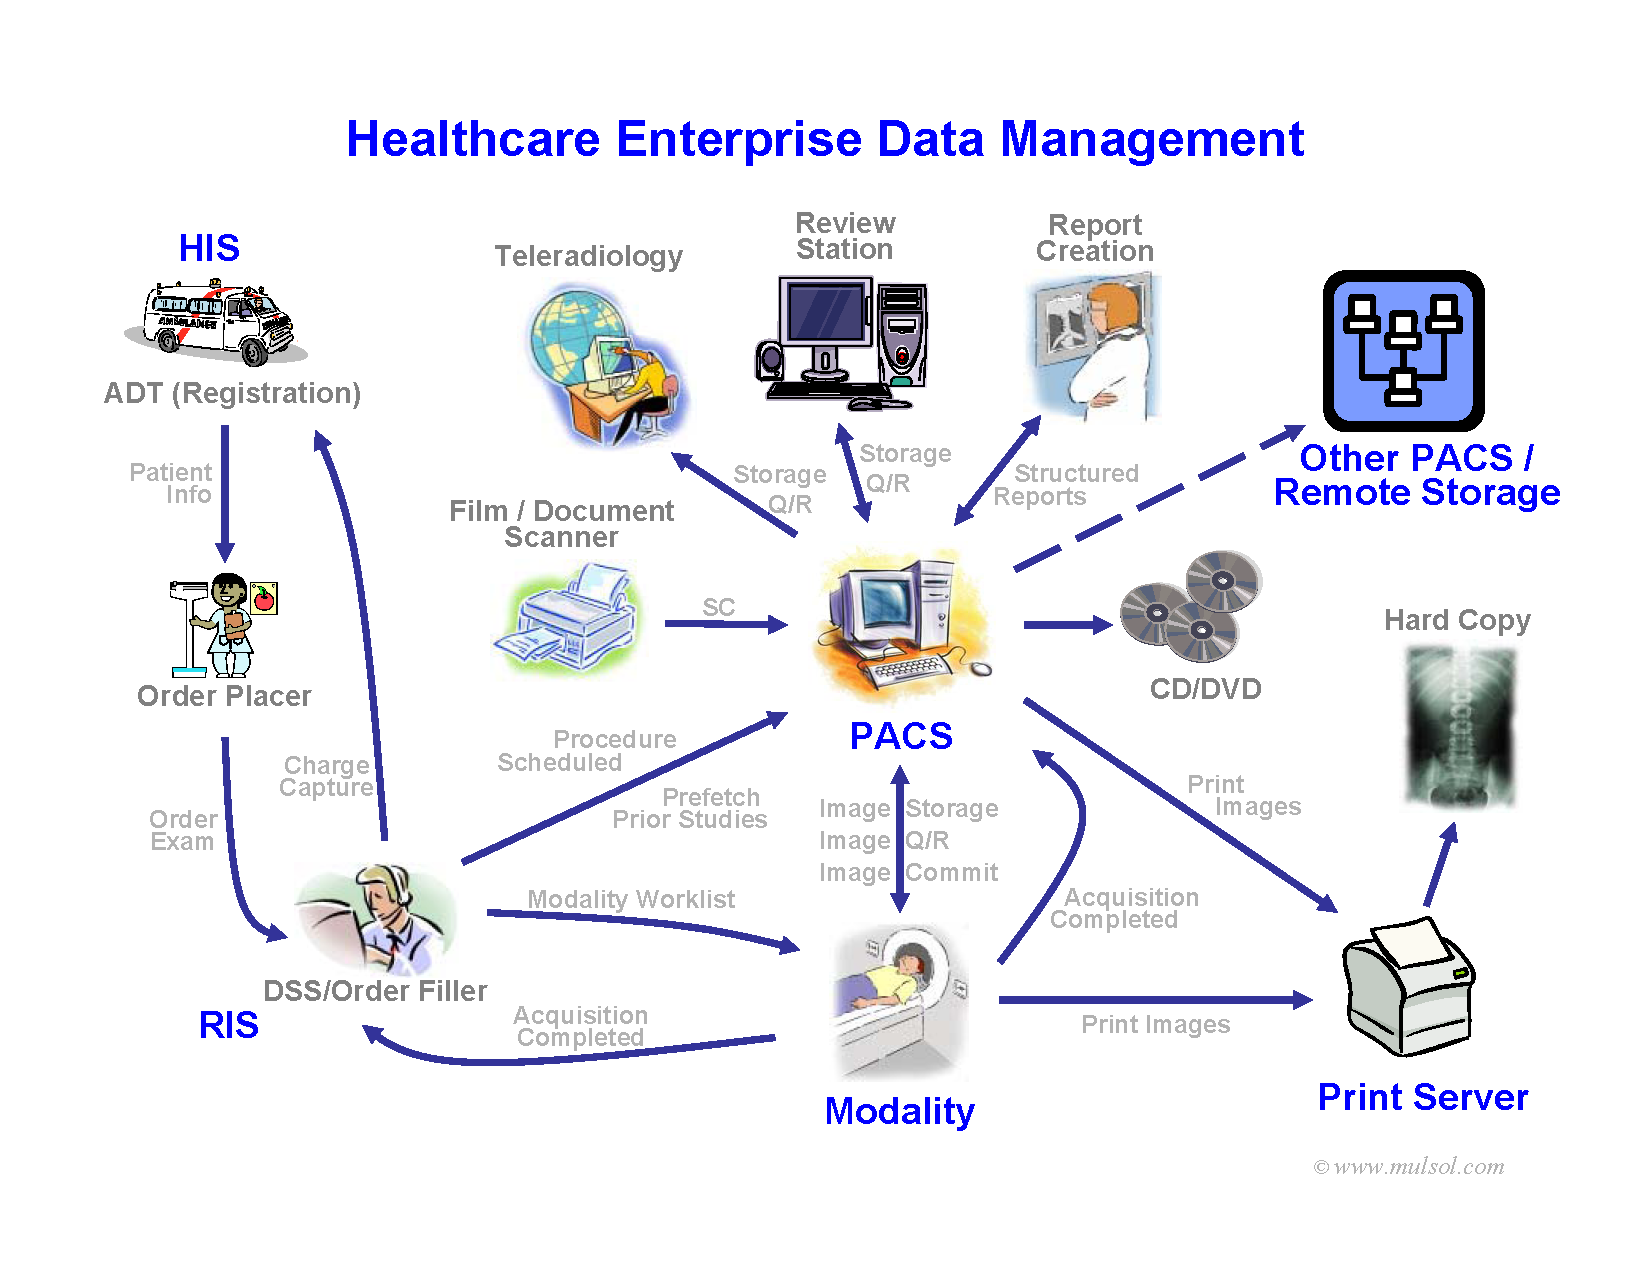 Healthcare Enterprise Data Management
HIS
AMBULANCE
ADT (Registration)
Teleradiology
Review
Station
Report
Creation
Other PACS /
Remote Storage
Patient
Info
Storage
Q/R
Storage
Q/R
Structured
Reports
Film / Document
Scanner
SC
Order Placer
CD/DVD
Hard Copy
PACS
Procedure
Scheduled
Prefetch
Prior Studies
Charge
Capture
Order
Exam
Image Storage
Image Q/R
Image Commit
Print
Images
Modality Worklist
Acquisition
Completed
DSS/Order Filler
RIS
Acquisition
Completed
Print Images
Modality
Print Server
© www.mulsol.com